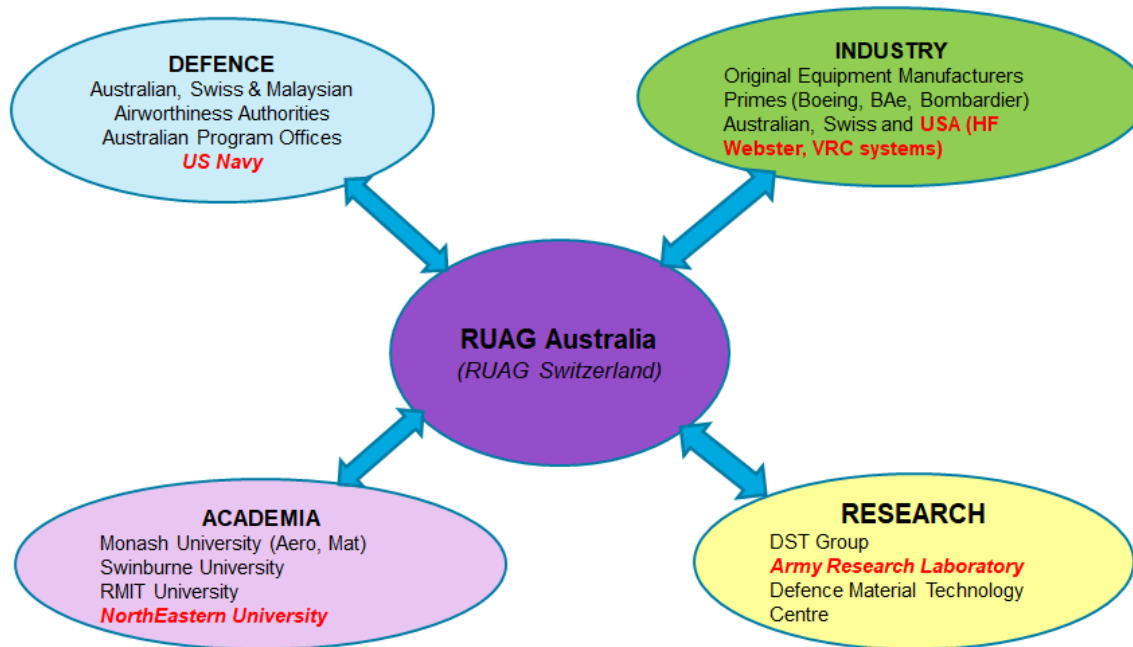 DEFENCE
Australian, Swiss & Malaysian
Airworthiness Authorities
Australian Program Offices
US Navy
INDUSTRY
Original Equipment Manufacturers
Primes (Boeing, BAe, Bombardier)
Australian, Swiss and USA (HF
Webster, VRC systems)
RUAG Australia
(RUAG Switzerland)
ACADEMIA
Monash University (Aero, Mat)
Swinburne University
RMIT University
NorthEastern University
RESEARCH
DST Group
Army Research Laboratory
Defence Material Technology
Centre